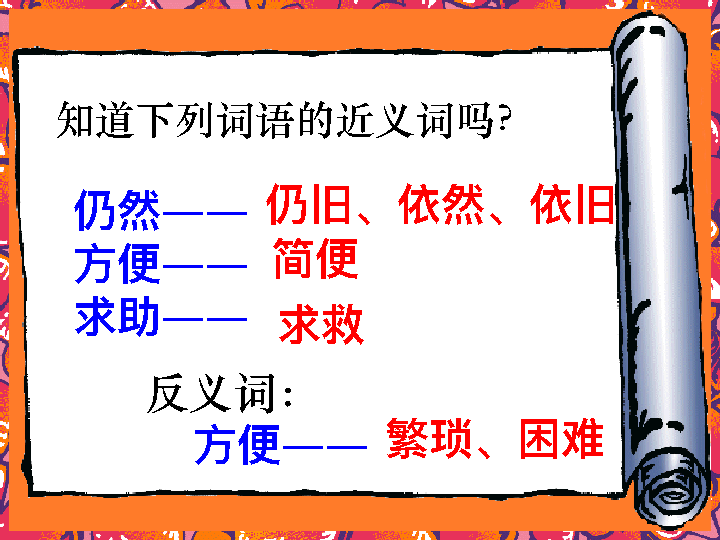 知道下列词语的近义词吗?
仍然—— 仍旧、依然、依旧
方便—— 简便
求助—— 求救
反义词：
方便—— 繁琐、困难